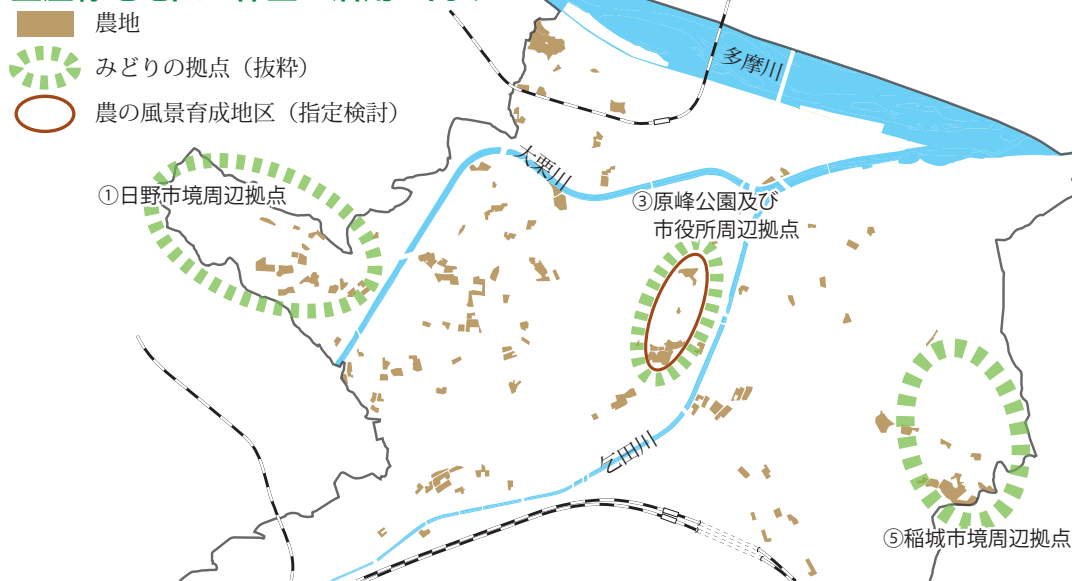 農地
みどりの拠点（抜粋）
農の風景育成地区（指定検討）
多摩川
大栗川
①日野市境周辺拠点
③原峰公園及び
市役所周辺拠点
乞田川
⑤稲城市境周辺拠点